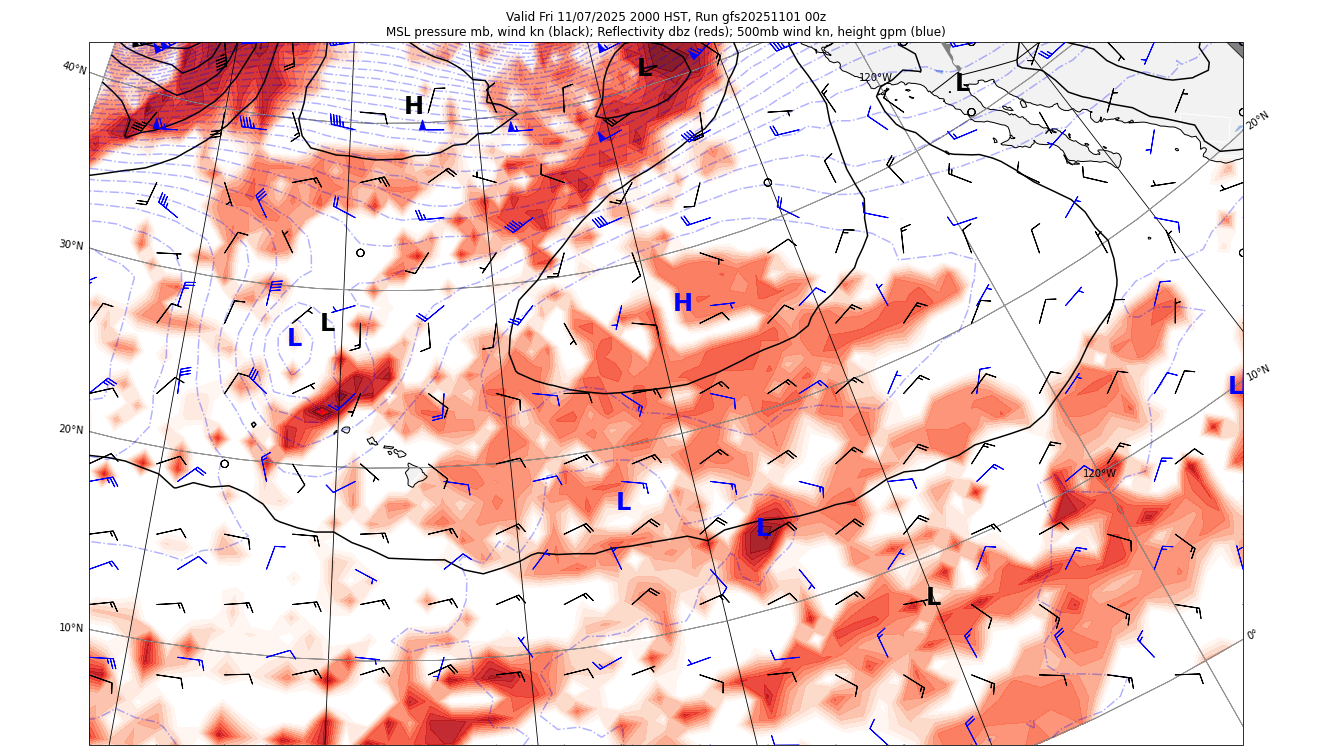 Valid Fri 11/07/2025 2000 HST, Run gfs20251101 00z
MSL pressure mb, wind kn (black); Reflectivity dbz (reds); 500mb wind kn, height gpm (blue)
40°N
L
120°W
L
H
20°N
30°N
H
L
L
10°N
L
20°N
120°W
L
L
L
10°N
0°